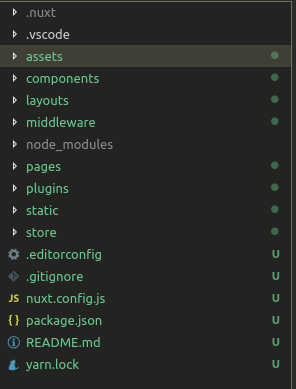 .nuxt
.vscode
assets
components
layouts
middleware
node_modules
pages
plugins
static
store
.editorconfig U
.gitignore U
JS nuxt.config.js U
{ } package.json U
README.md U
yarn.lock U